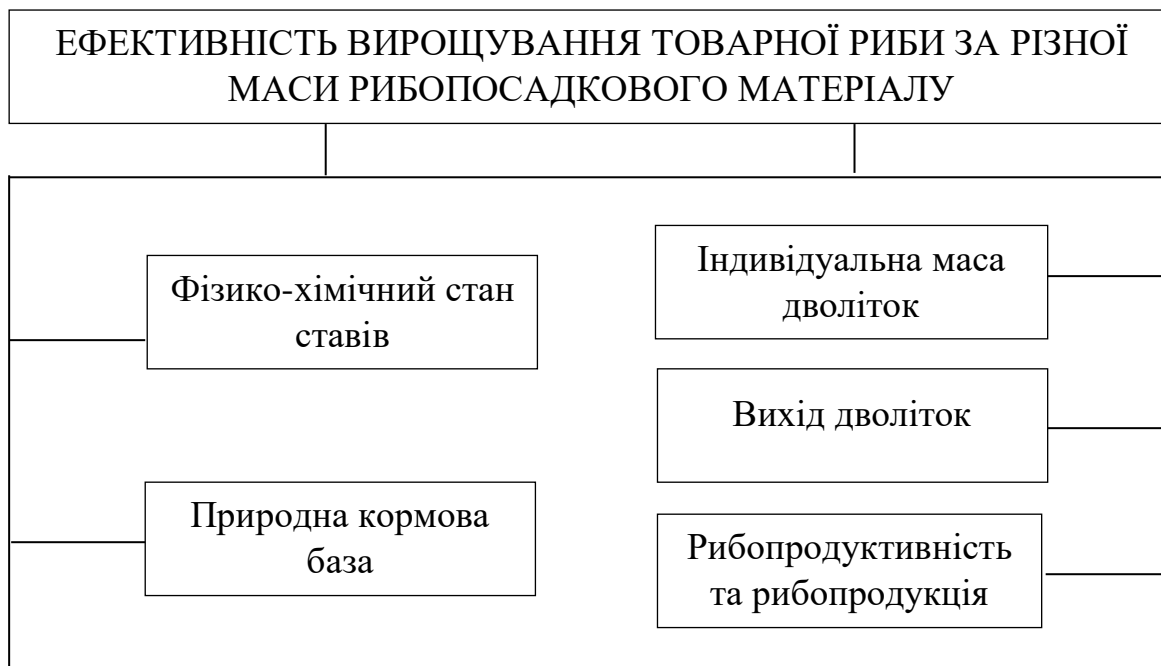 ЕФЕКТИВНІСТЬ ВИРОЩУВАННЯ ТОВАРНОЇ РИБИ ЗА РІЗНОЇ
МАСИ РИБОПОСАДКОВОГО МАТЕРІАЛУ
Фізико-хімічний стан
ставів
Природна кормова
база
Індивідуальна маса
дволіток
Вихід дволіток
Рибопродуктивність
та рибопродукція